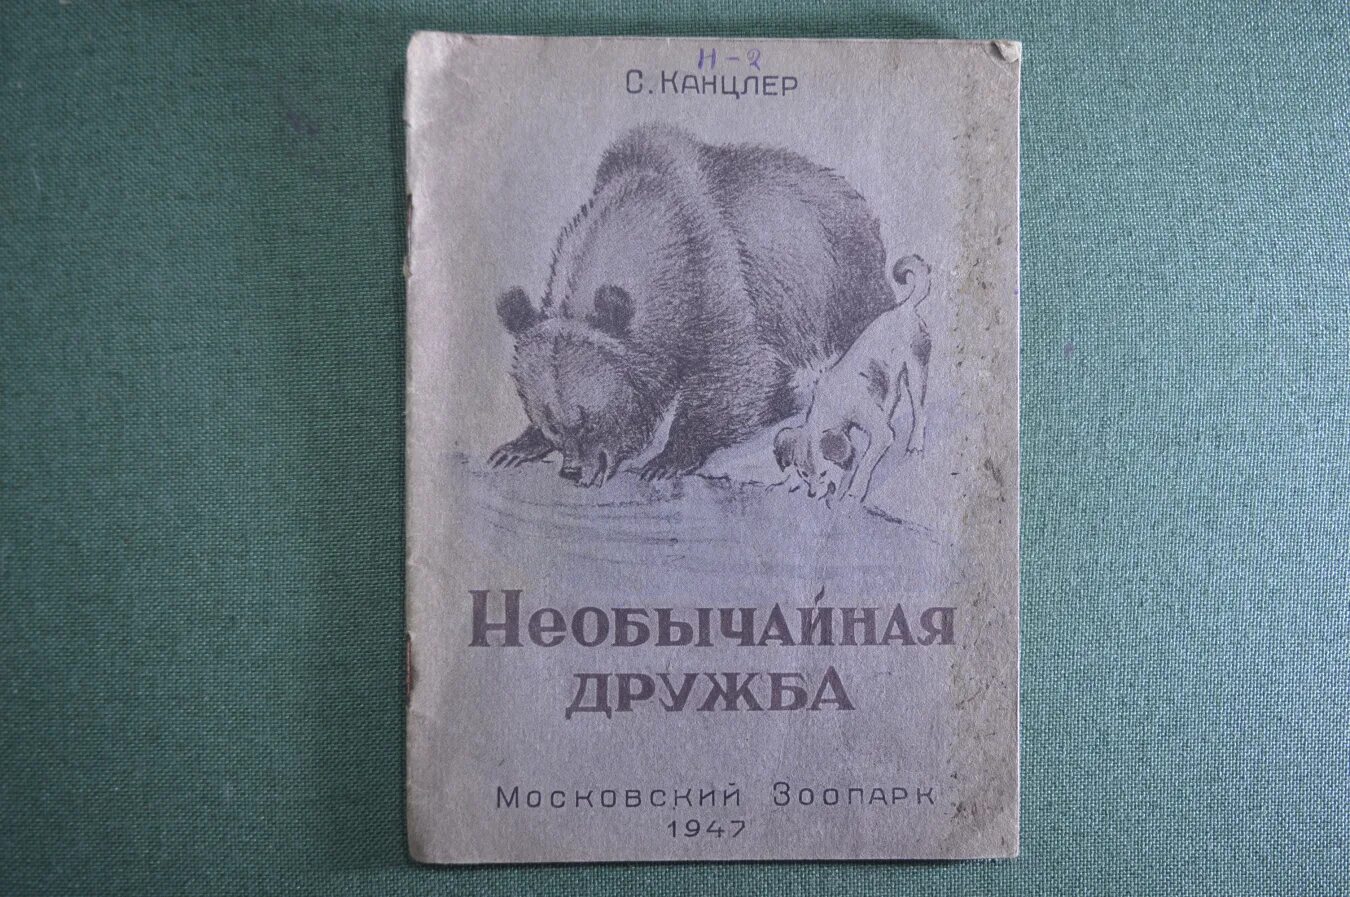 Н-2
С. КАНЦЛЕР
НЕОБЫЧАЙНАЯ
ДРУЖБА
МОСКОВСКИЙ ЗООПАРК
1947